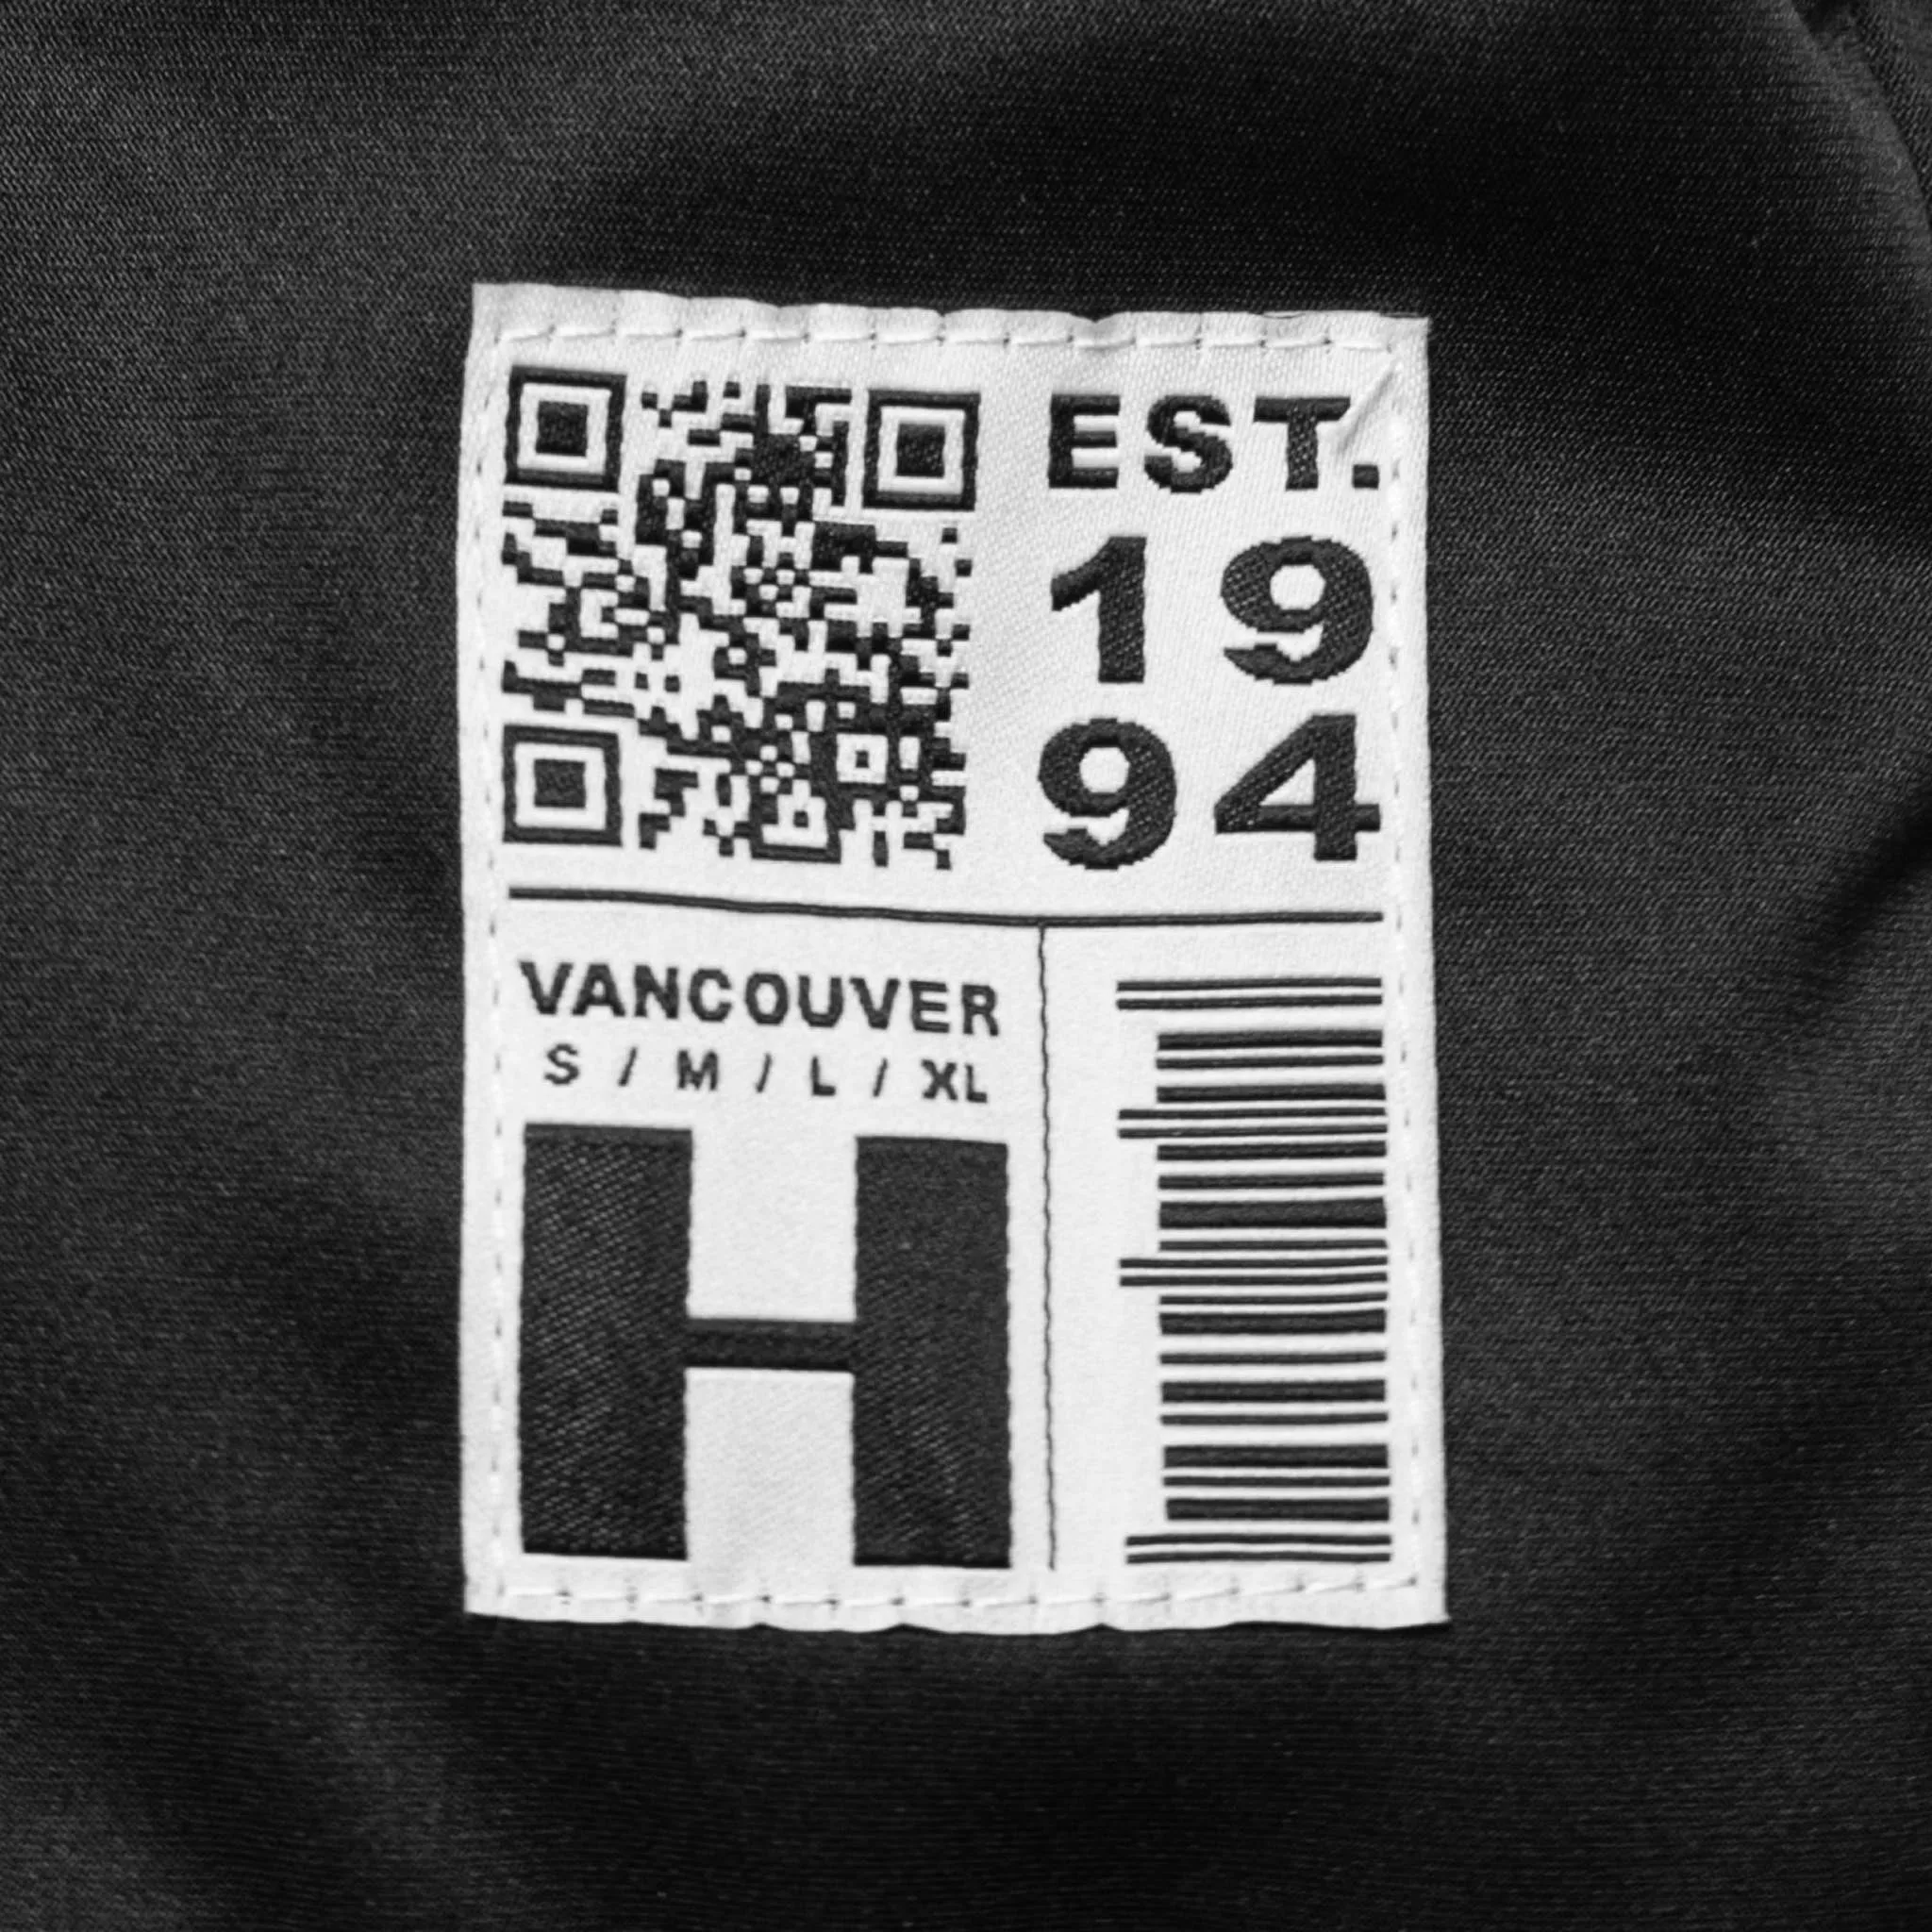 EST.
19
94
VANCOUVER
S / M / L / XL
H